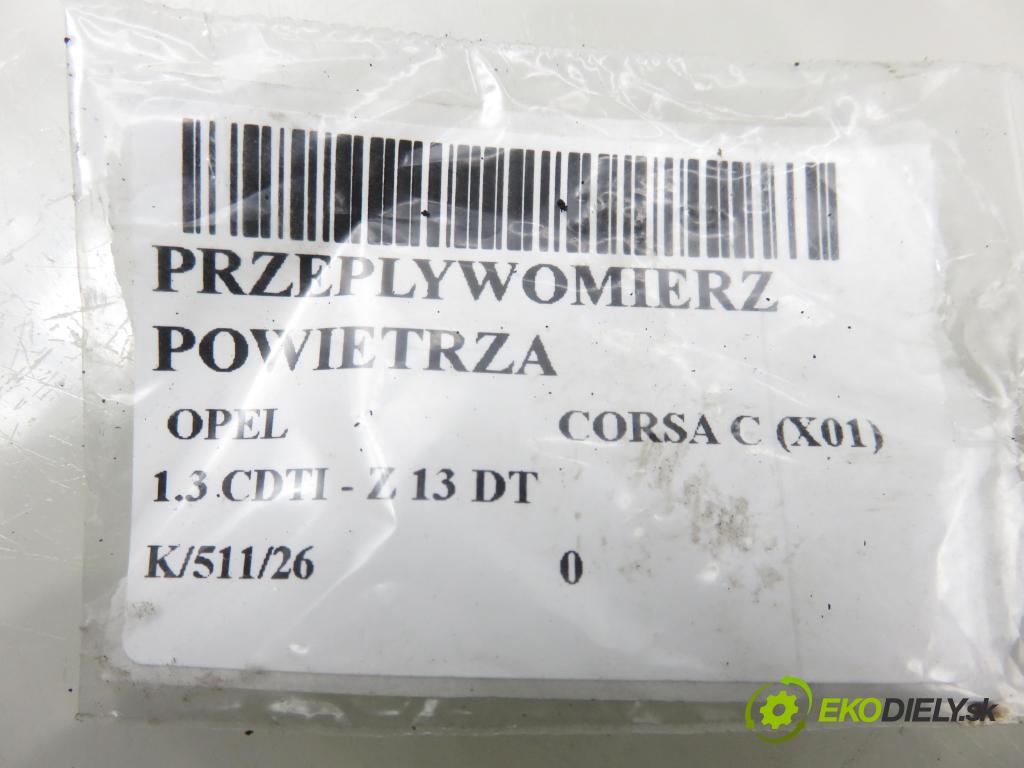 PRZEPLYWOMIERZ
POWIETRZA
OPEL CORSA C (X01)
1.3 CDTI - Z 13 DT
K/511/26 0
EKODIELY.sk